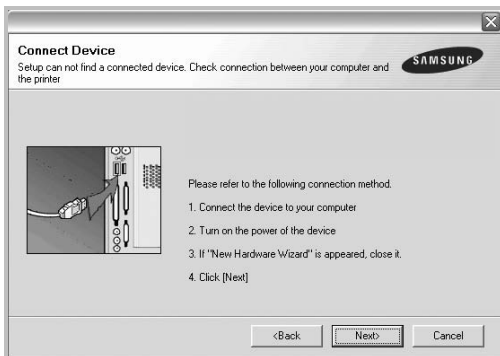 Connect Device
Setup can not find a connected device. Check connection between your computer and
the printer
SAMSUNG
Please refer to the following connection method.
1. Connect the device to your computer
2. Turn on the power of the device
3. If "New Hardware Wizard" is appeared, close it.
4. Click [Next]
<Back
Next>
Cancel